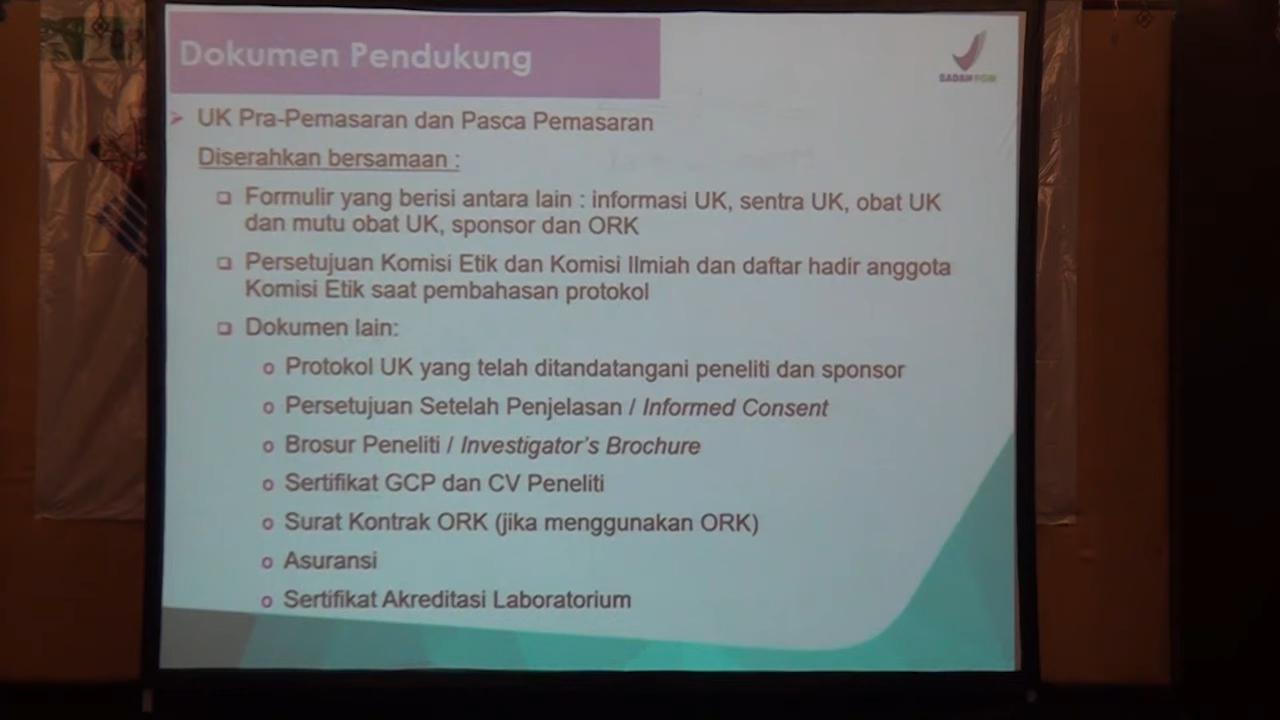 Dokumen Pendukung
BADAN POM
➤ UK Pra-Pemasaran dan Pasca Pemasaran
Diserahkan bersamaan :
❑ Formulir yang berisi antara lain : informasi UK, sentra UK, obat UK
dan mutu obat UK, sponsor dan ORK
❑ Persetujuan Komisi Etik dan Komisi Ilmiah dan daftar hadir anggota
Komisi Etik saat pembahasan protokol
❑ Dokumen lain:
o Protokol UK yang telah ditandatangani peneliti dan sponsor
o Persetujuan Setelah Penjelasan / Informed Consent
o Brosur Peneliti / Investigator's Brochure
o Sertifikat GCP dan CV Peneliti
o Surat Kontrak ORK (jika menggunakan ORK)
o Asuransi
o Sertifikat Akreditasi Laboratorium